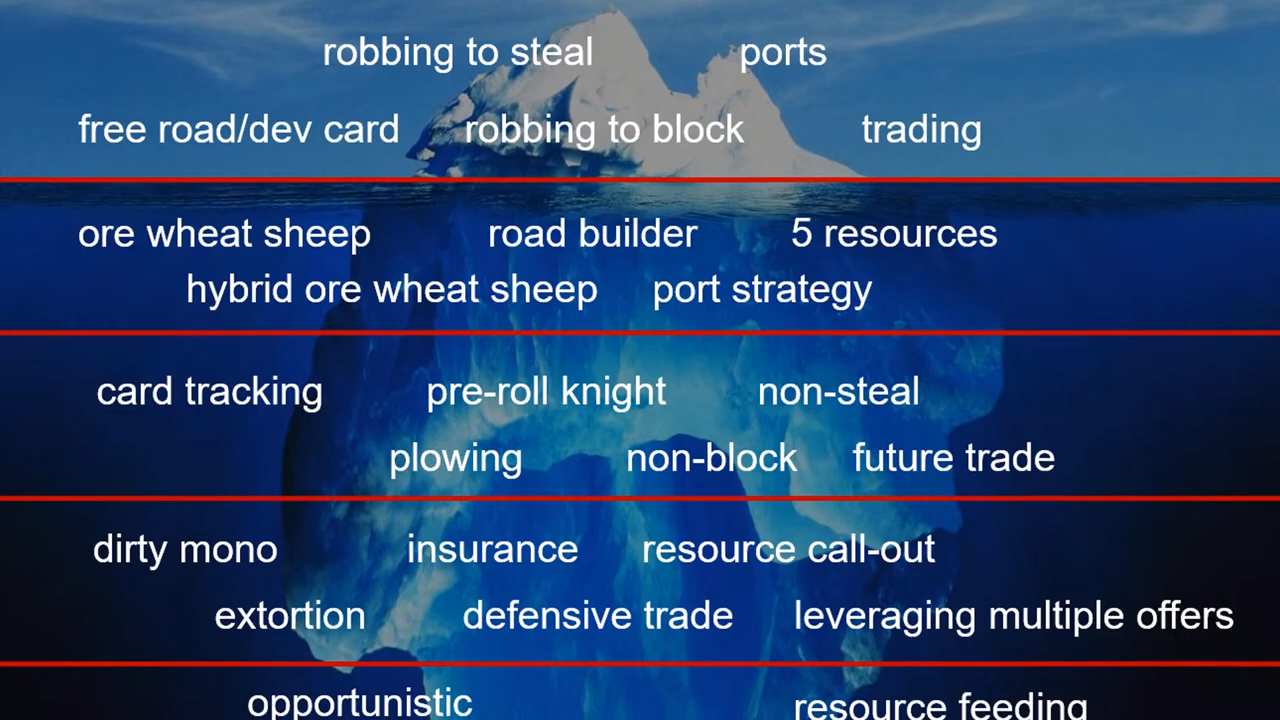 robbing to steal ports
free road/dev card robbing to block trading
ore wheat sheep road builder 5 resources
hybrid ore wheat sheep port strategy
card tracking pre-roll knight non-steal
plowing non-block future trade
dirty mono insurance resource call-out
extortion defensive trade leveraging multiple offers
opportunistic resource feeding